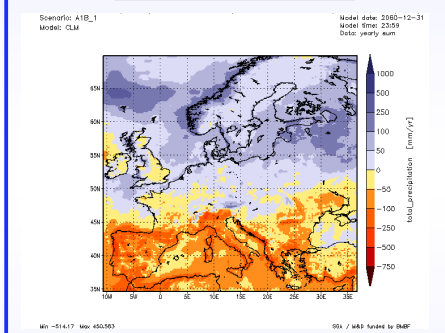 Scenario: A1B_1
Model: CLM
Model date: 2060-12-31
Model time: 23:59
Data: yearly sum
65N
60N
55N
50N
45N
40N
35N
10W
5W
0
5E
10E
15E
20E
25E
30E
35E
1000
500
250
100
50
0
-50
-100
-250
-500
-750
total_precipitation [mm/yr]
Min -514.17 Max 450.563
SGA / M&D funded by BMBF